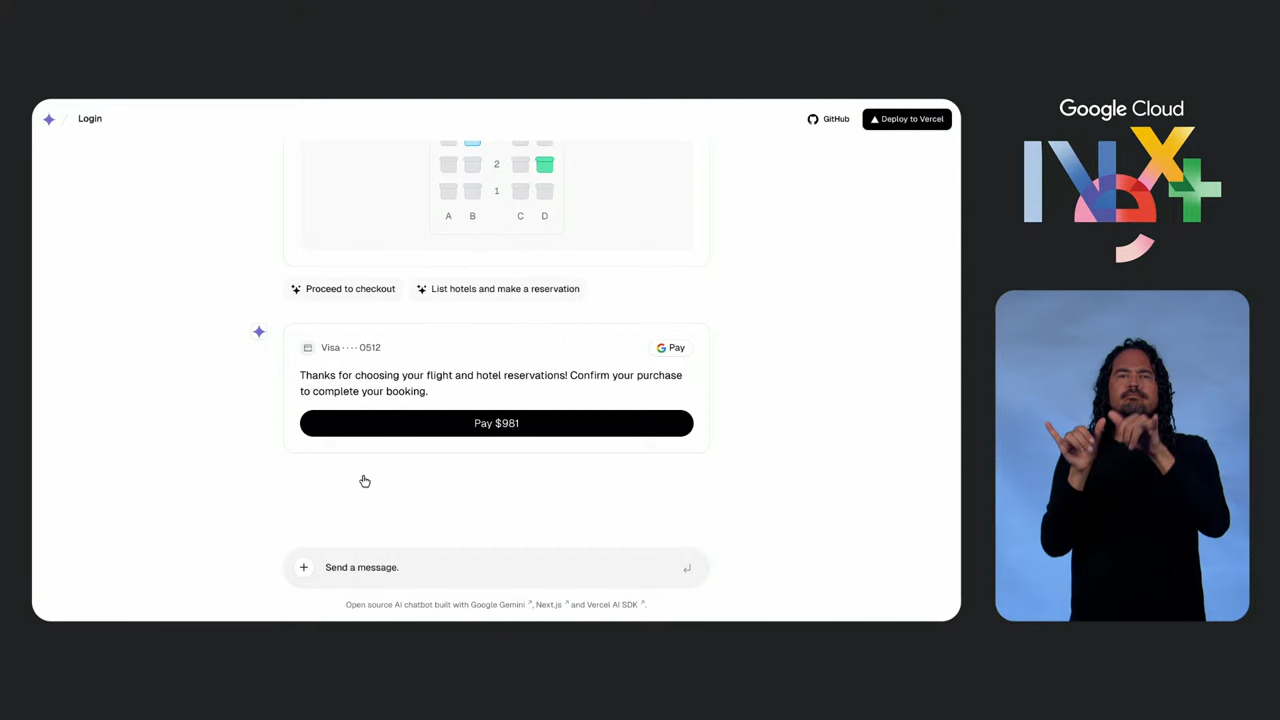 Login
GitHub
Deploy to Vercel
Google Cloud
Next
2
1
A B C D
Proceed to checkout
List hotels and make a reservation
Visa ···· 0512
G Pay
Thanks for choosing your flight and hotel reservations! Confirm your purchase
to complete your booking.
Pay $981
Send a message.
Open source AI chatbot built with Google Gemini ↗, Next.js ↗ and Vercel AI SDK ↗.